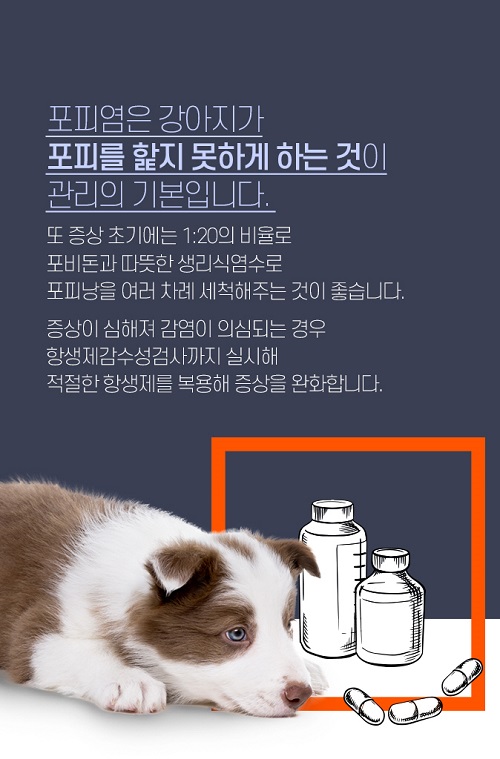 포피염은 강아지가
포피를 핥지 못하게 하는 것이
관리의 기본입니다.
또 증상 초기에는 1:20의 비율로
포비돈과 따뜻한 생리식염수로
포피낭을 여러 차례 세척해주는 것이 좋습니다.
증상이 심해져 감염이 의심되는 경우
항생제감수성검사까지 실시해
적절한 항생제를 복용해 증상을 완화합니다.